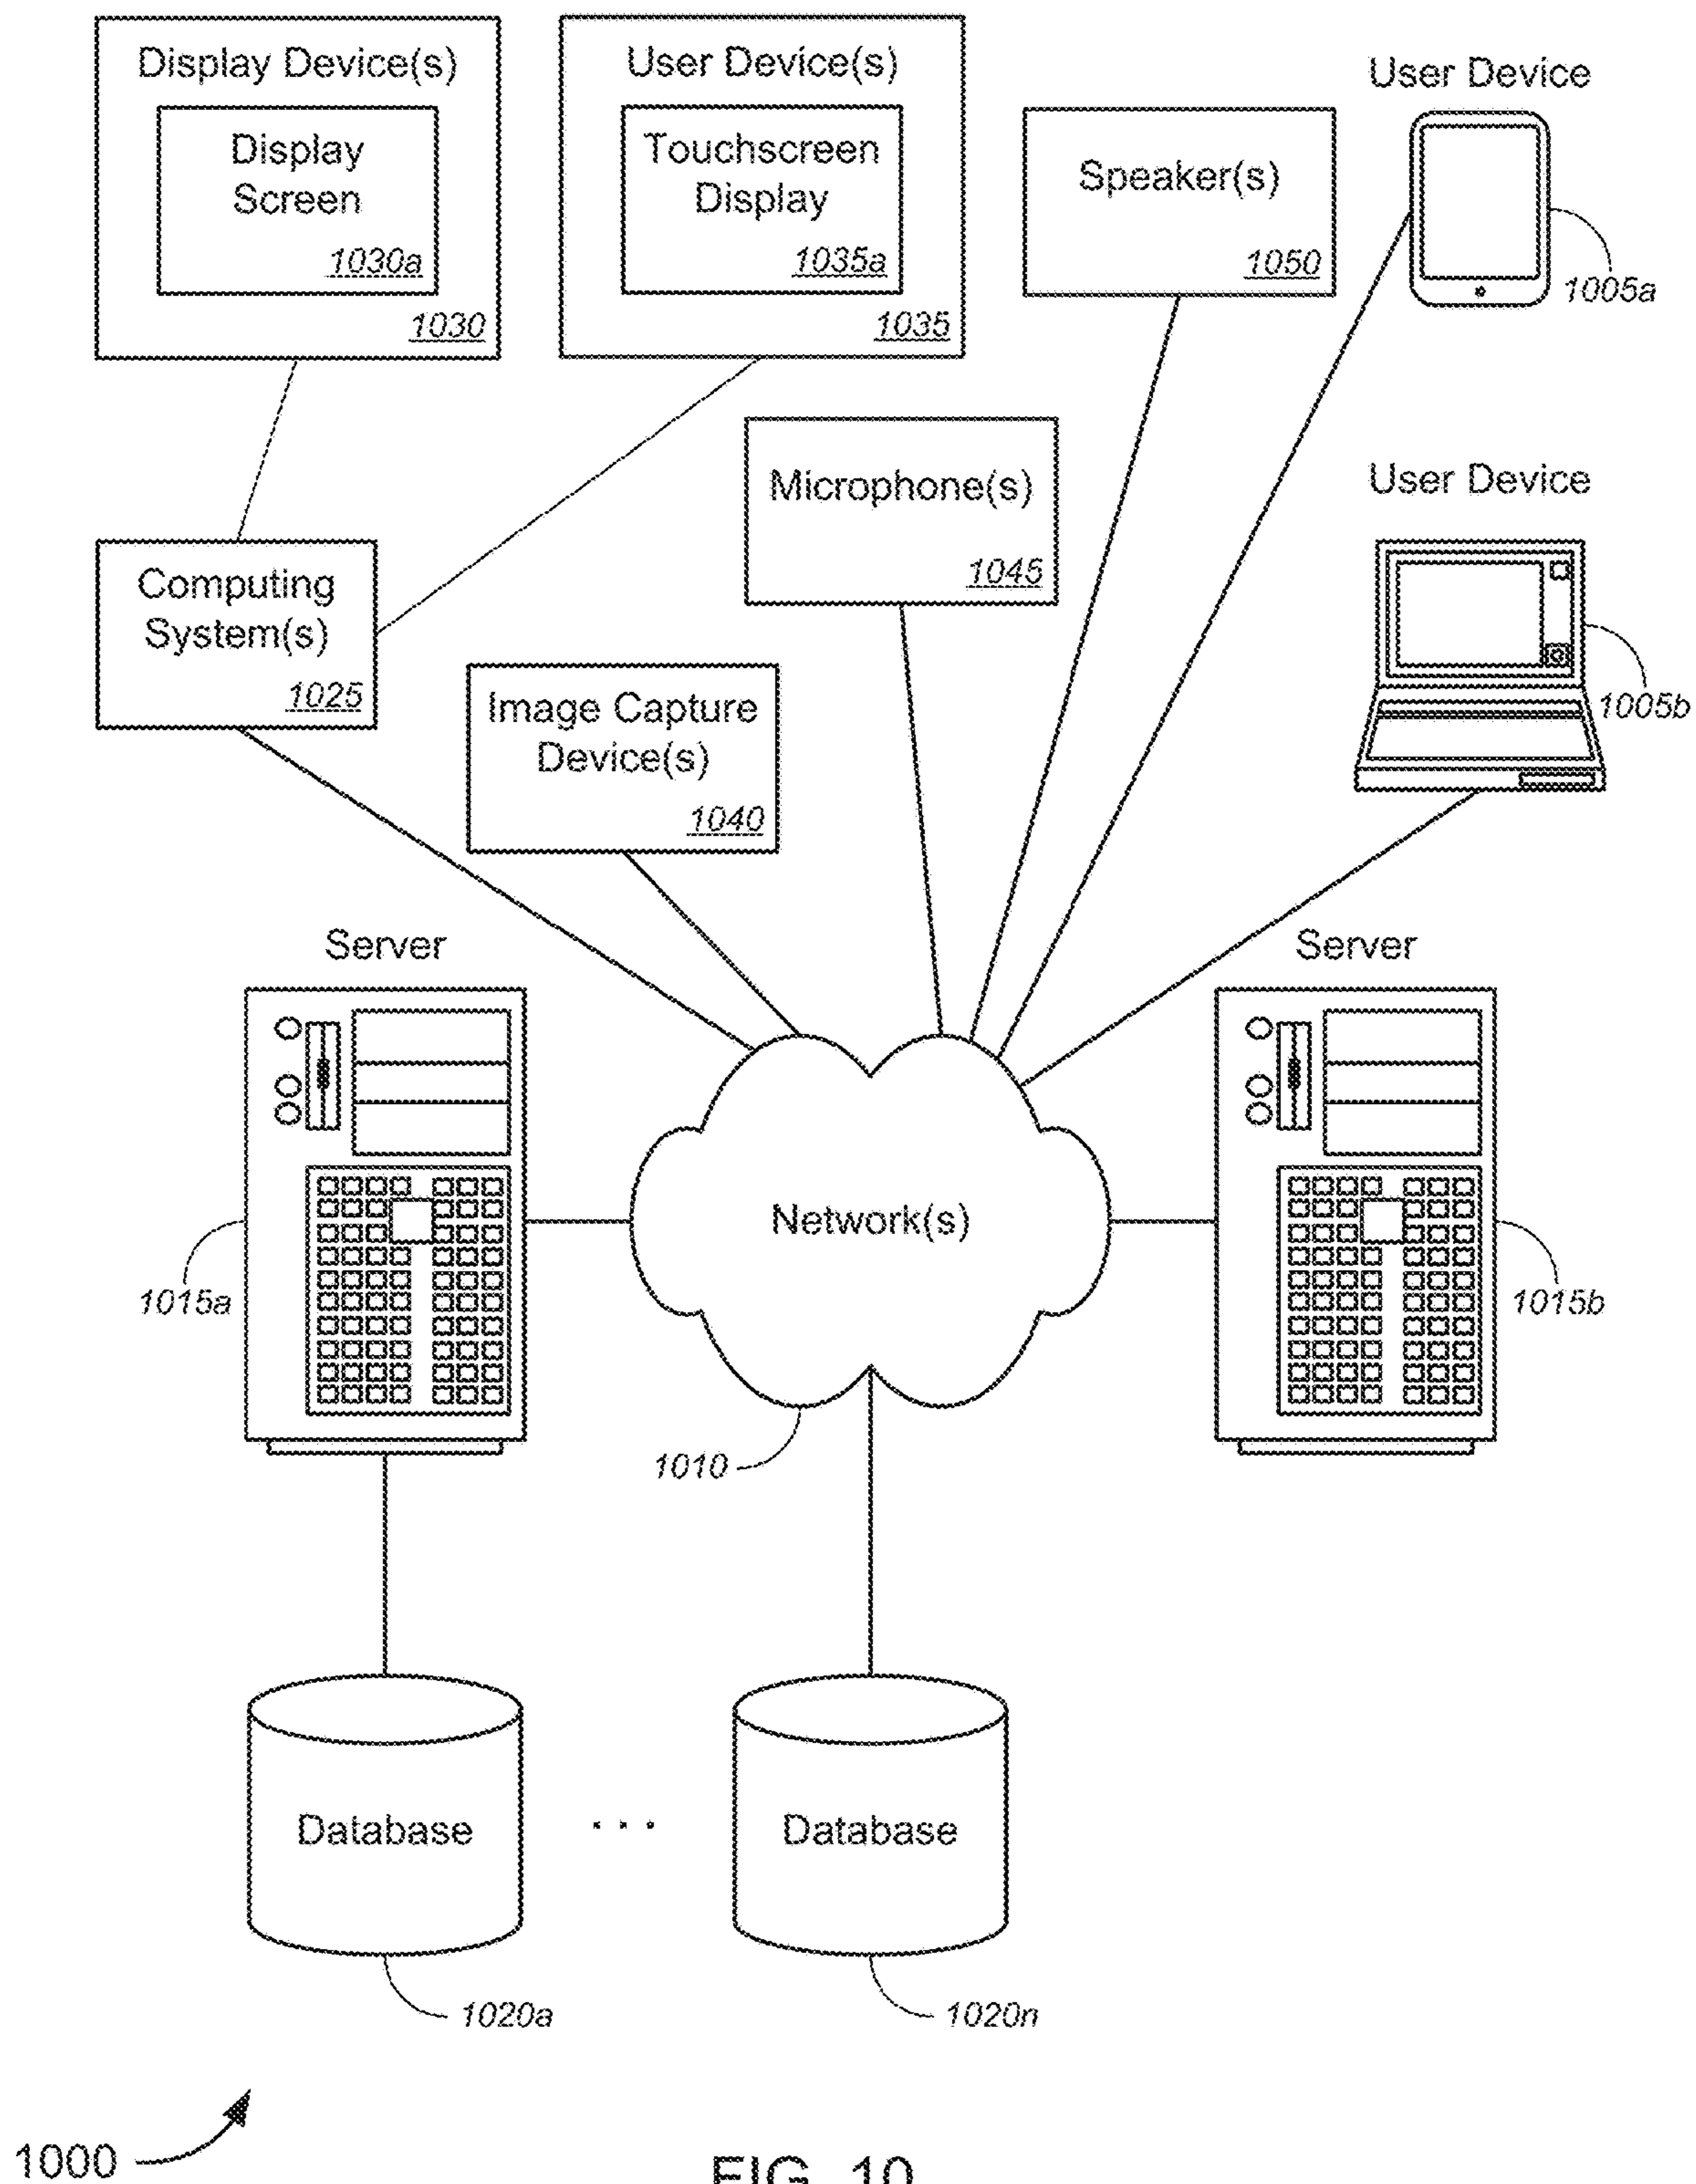 Display Device(s)
Display
Screen
1030a
1030
User Device(s)
Touchscreen
Display
1035a
1035
Speaker(s)
1050
User Device
1005a
Microphone(s)
1045
User Device
1005b
Computing
System(s)
1025
Image Capture
Device(s)
1040
Server
1015a
Server
1015b
Network(s)
1010
Database
1020a
. . .
Database
1020n
1000
FIG. 10